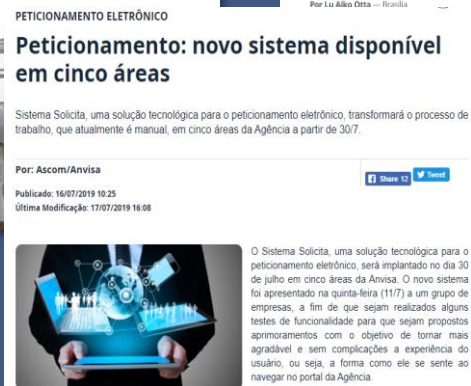 Por Lu Aiko Otta — Brasília
PETICIONAMENTO ELETRÔNICO
Peticionamento: novo sistema disponível
em cinco áreas
Sistema Solicita, uma solução tecnológica para o peticionamento eletrônico, transformará o processo de
trabalho, que atualmente é manual, em cinco áreas da Agência a partir de 30/7.
Por: Ascom/Anvisa
Share 12 Tweet
Publicado: 16/07/2019 10:25
Última Modificação: 17/07/2019 16:08
O Sistema Solicita, uma solução tecnológica para o
peticionamento eletrônico, será implantado no dia 30
de julho em cinco áreas da Anvisa. O novo sistema
foi apresentado na quinta-feira (11/7) a um grupo de
empresas, a fim de que sejam realizados alguns
testes de funcionalidade para que sejam propostos
aprimoramentos com o objetivo de tornar mais
agradável e sem complicações a experiência do
usuário, ou seja, a forma como ele se sente ao
navegar no portal da Agência.